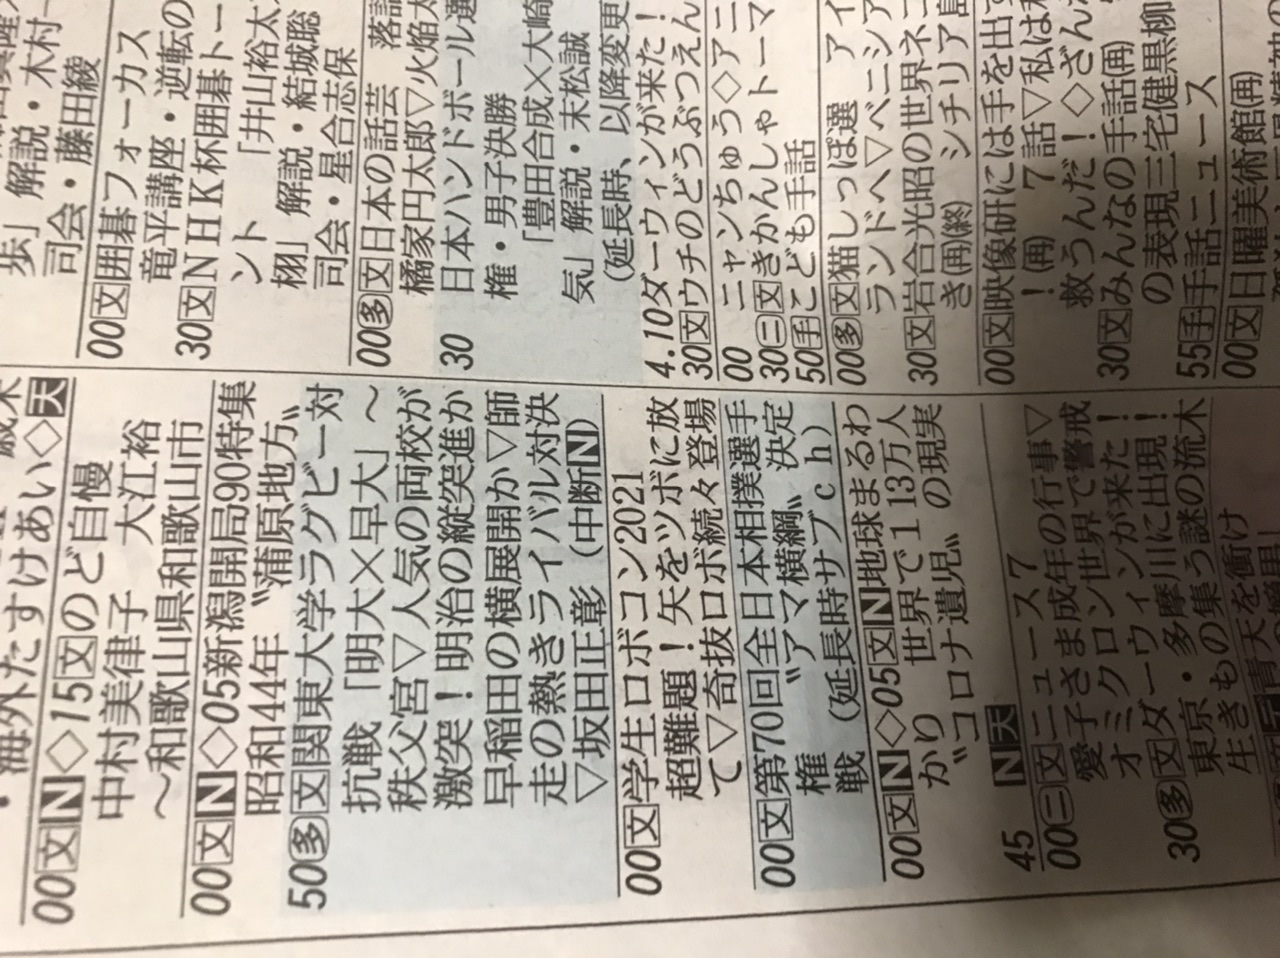 海外たすけあい◇天
00文N◇15文のど自慢
中村美律子 大江裕
～和歌山県和歌山市
00文N◇05新潟開局90特集
昭和44年〝蒲原地方〟
50多文関東大学ラグビー対
抗戦「明大×早大」～
秩父宮▽人気の両校が
激突！明治の縦突進か
早稲田の横展開か▽師
走の熱きライバル対決
▽坂田正彰（中断N）
00文学生ロボコン2021
超難題！矢をツボに放
て▽奇抜ロボ続々登場
00文第70回全日本相撲選手
権 〝アマ横綱〟決定
戦（延長時サブｃｈ）
00文N◇05文N地球まるわ
かり 世界で113万人
〝コロナ遺児〟の現実
45 N天
00二文ニュース7
愛子さま成年の行事▽
オミクロン世界で警戒
30多文ダーウィンが来た！
東京・多摩川に出現！
生きもの集う謎の流木
青天を衝け
歩」解説・木村一
司会・藤田綾
00文囲碁フォーカス
竜平講座・逆転の
30文NHK杯囲碁トー
ント「井山裕太
栩」解説・結城聡
司会・星合志保
00多文日本の話芸 落語
橘家円太郎▽火焔太
30 日本ハンドボール選
権・男子決勝
「豊田合成×大崎
気」解説・末松誠
（延長時、以降変更
4.10ダーウィンが来た！
30文ウチのどうぶつえん
00 ニャンちゅう◇アニ
30二文きかんしゃトーマ
50手こども手話
00多文猫しっぽ選 アイ
ランドへ▽ベニシア
30文岩合光昭の世界ネコ
き(再)(終) シチリア島
00文映像研には手を出す
！(再) 7話▽私は
救うんだ！◇ざんね
30文みんなの手話(再)
の表現三宅健黒柳
55手手話ニュース
00文日曜美術館(再)